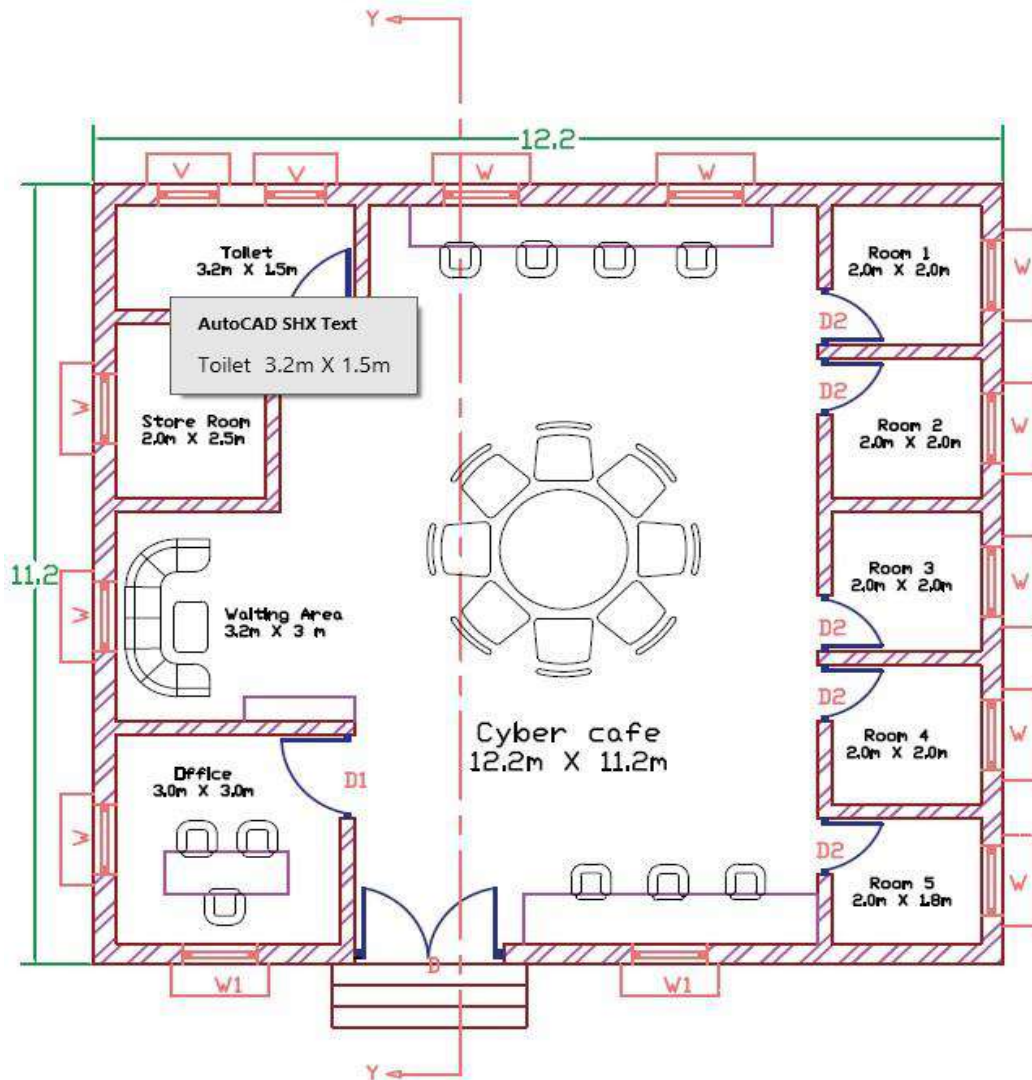 Y
12.2
V V W W
Toilet
3.2m X 1.5m
Room 1
2.0m X 2.0m
W
D2
AutoCAD SHX Text
Toilet 3.2m X 1.5m
D2
W
Store Room
2.0m X 2.5m
Room 2
2.0m X 2.0m
W
11.2
Room 3
2.0m X 2.0m
W
W
Waiting Area
3.2m X 3 m
D2
D2
Cyber cafe
12.2m X 11.2m
Room 4
2.0m X 2.0m
W
Office
3.0m X 3.0m
D1
W
D2
Room 5
2.0m X 1.8m
W
D
W1 W1
Y